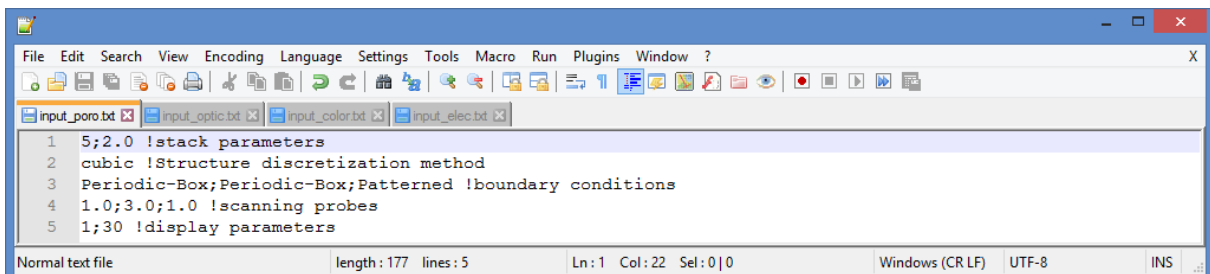 File Edit Search View Encoding Language Settings Tools Macro Run Plugins Window ? X
input_poro.txt input_optic.txt input_color.txt input_elec.txt
1 5;2.0 !stack parameters
2 cubic !Structure discretization method
3 Periodic-Box;Periodic-Box;Patterned !boundary conditions
4 1.0;3.0;1.0 !scanning probes
5 1;30 !display parameters
Normal text file length : 177 lines : 5 Ln : 1 Col : 22 Sel : 0 | 0 Windows (CR LF) UTF-8 INS